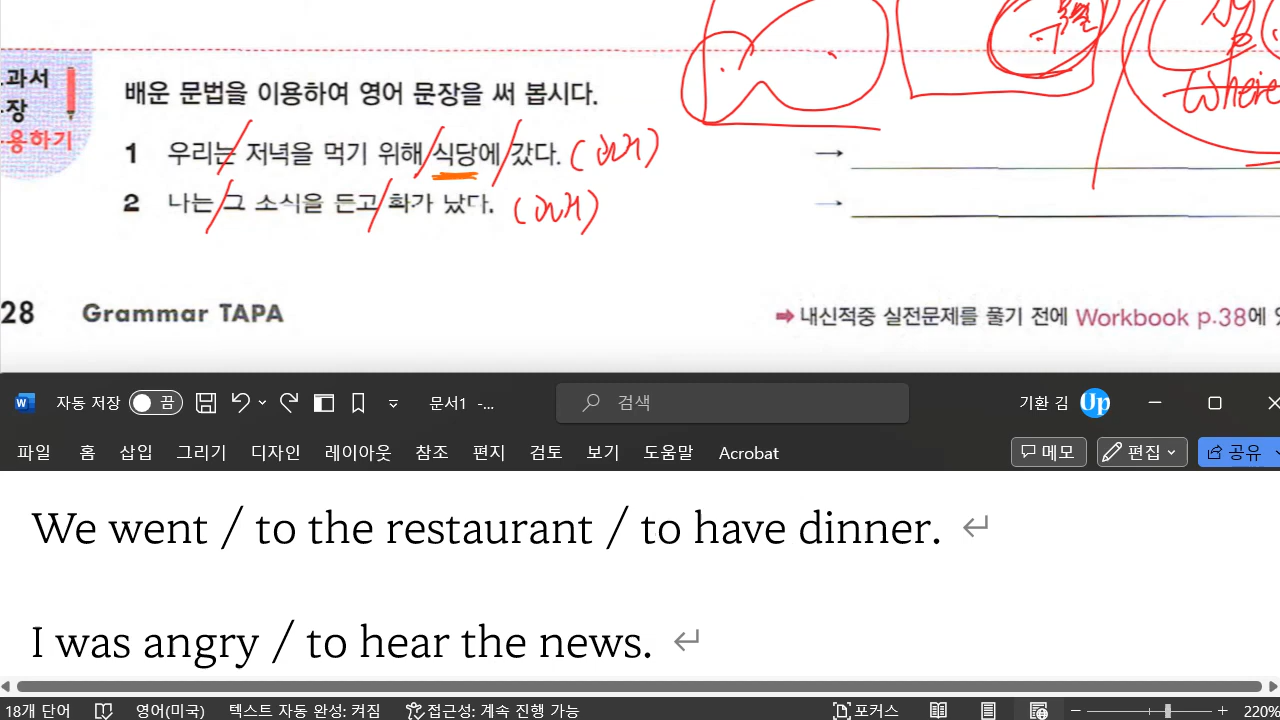 Where
과서
장
용하기
배운 문법을 이용하여 영어 문장을 써 봅시다.
1 우리는 / 저녁을 먹기 위해 / 식당에 / 갔다. (과거) →
2 나는 / 그 소식을 듣고 / 화가 났다. (과거) →
28 Grammar TAPA
➡ 내신적중 실전문제를 풀기 전에 Workbook p.38에
자동 저장 끔 문서1 -... 검색 기환 김 Up
파일 홈 삽입 그리기 디자인 레이아웃 참조 편지 검토 보기 도움말 Acrobat 메모 편집 공유
We went / to the restaurant / to have dinner.
I was angry / to hear the news.
18개 단어 영어(미국) 텍스트 자동 완성: 켜짐 접근성: 계속 진행 가능 포커스 220%